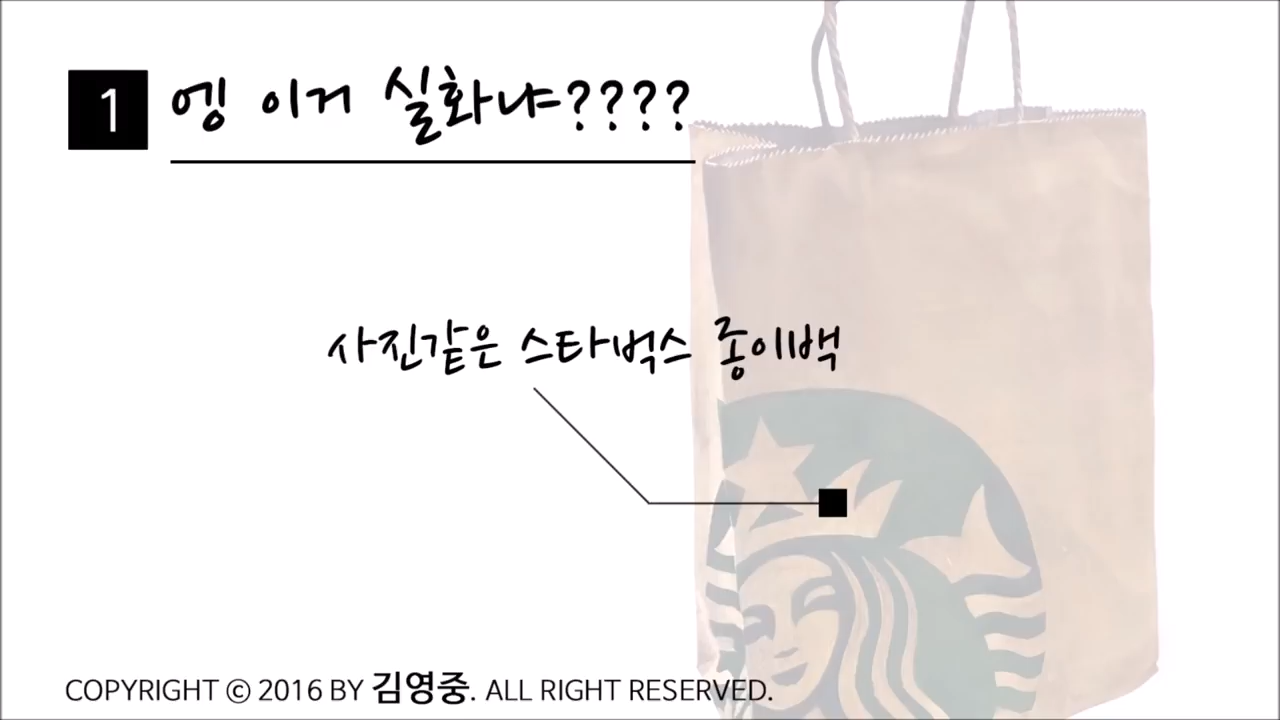 1 엥 이거 실화냐????
사진같은 스타벅스 종이백
COPYRIGHT ⓒ 2016 BY 김영중. ALL RIGHT RESERVED.